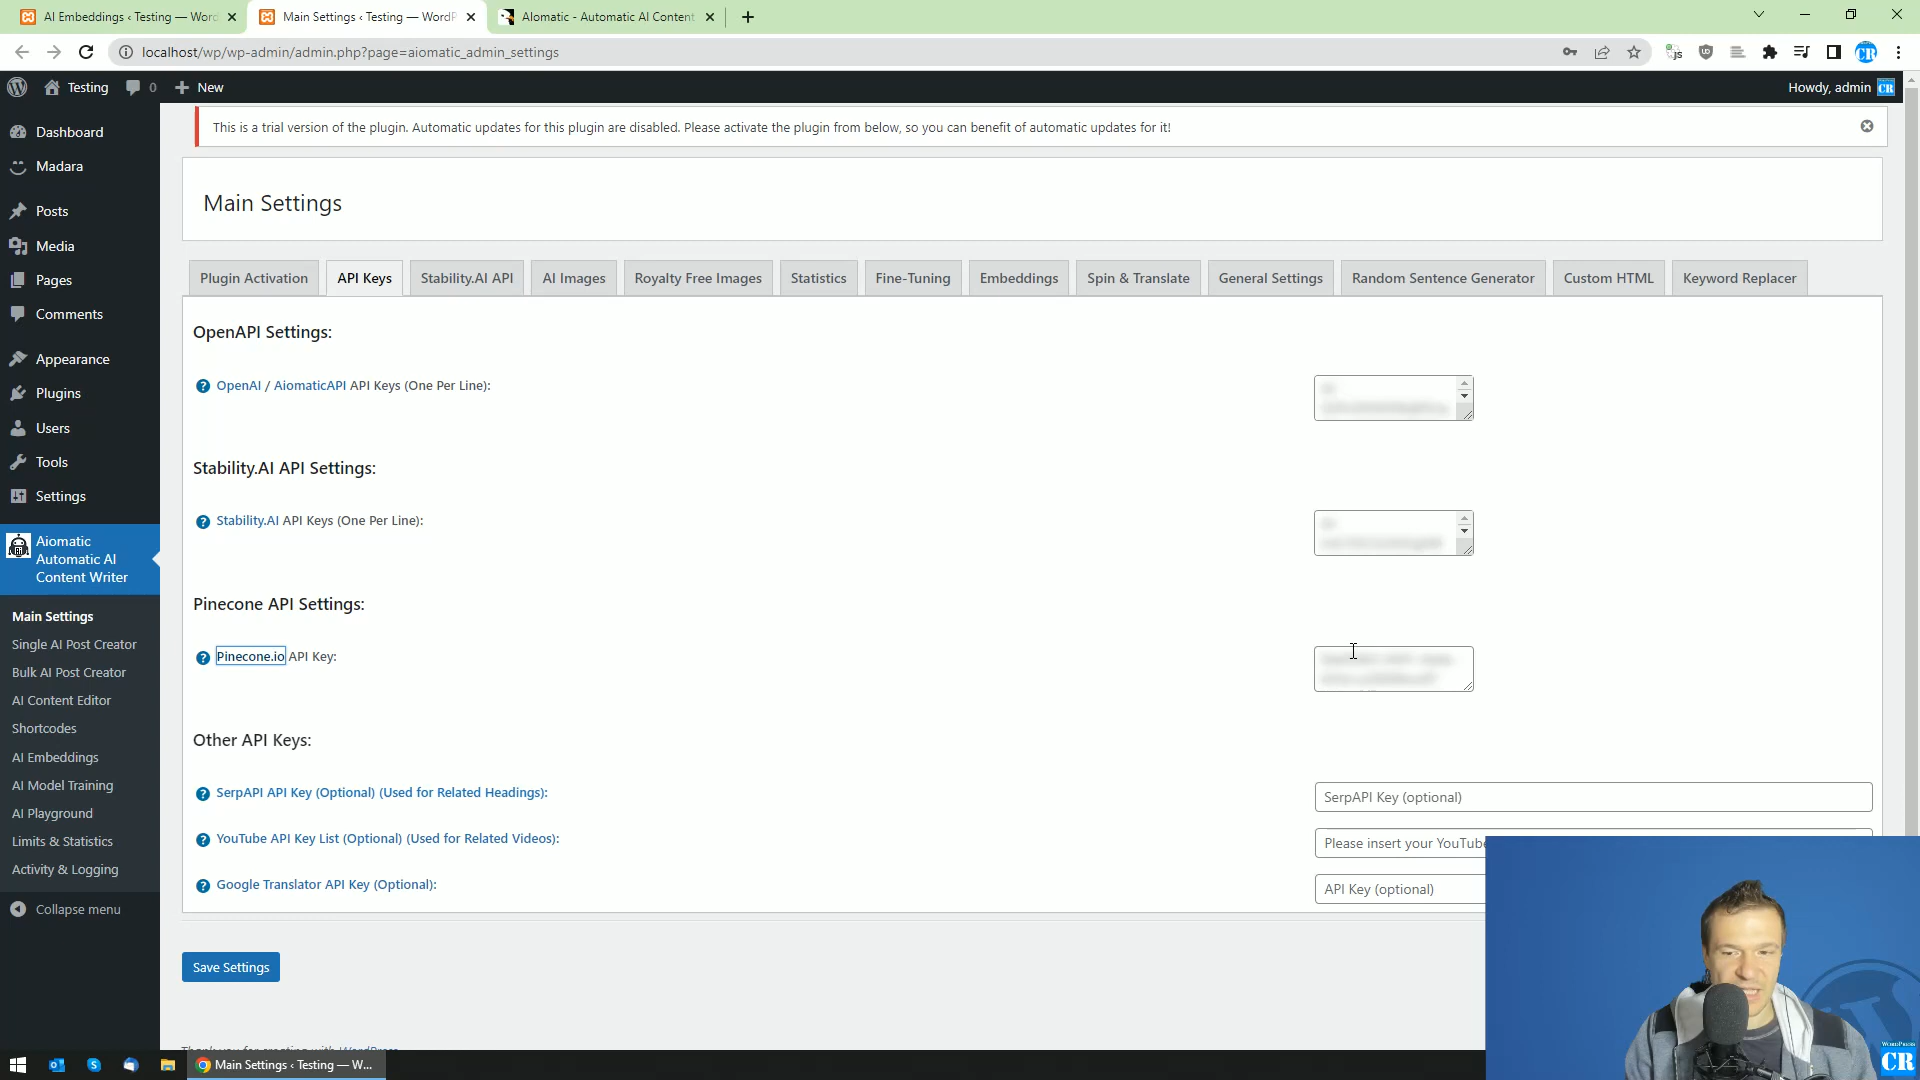 AI Embeddings ‹ Testing — Word
Main Settings ‹ Testing — WordP
AIomatic - Automatic AI Content
localhost/wp/wp-admin/admin.php?page=aiomatic_admin_settings
Testing
0
New
Howdy, admin
CR
Dashboard
Madara
Posts
Media
Pages
Comments
Appearance
Plugins
Users
Tools
Settings
Aiomatic
Automatic AI
Content Writer
Main Settings
Single AI Post Creator
Bulk AI Post Creator
AI Content Editor
Shortcodes
AI Embeddings
AI Model Training
AI Playground
Limits & Statistics
Activity & Logging
Collapse menu
This is a trial version of the plugin. Automatic updates for this plugin are disabled. Please activate the plugin from below, so you can benefit of automatic updates for it!
Main Settings
Plugin Activation
API Keys
Stability.AI API
AI Images
Royalty Free Images
Statistics
Fine-Tuning
Embeddings
Spin & Translate
General Settings
Random Sentence Generator
Custom HTML
Keyword Replacer
OpenAPI Settings:
OpenAI / AiomaticAPI API Keys (One Per Line):
Stability.AI API Settings:
Stability.AI API Keys (One Per Line):
Pinecone API Settings:
Pinecone.io API Key:
Other API Keys:
SerpAPI API Key (Optional) (Used for Related Headings):
SerpAPI Key (optional)
YouTube API Key List (Optional) (Used for Related Videos):
Please insert your YouTube
Google Translator API Key (Optional):
API Key (optional)
Save Settings
Thank you for creating with WordPress
Main Settings ‹ Testing — W...
WORDPRESS
CR